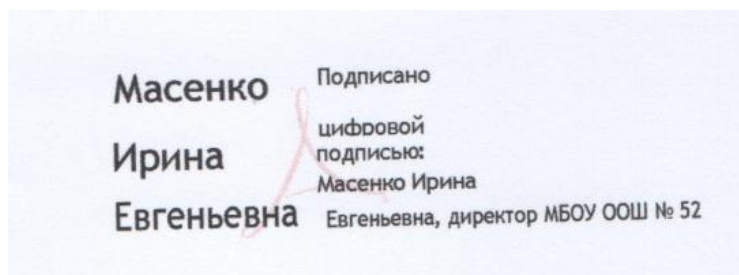 Масенко
Ирина
Евгеньевна
Подписано
цифровой
подписью:
Масенко Ирина
Евгеньевна, директор МБОУ ООШ № 52